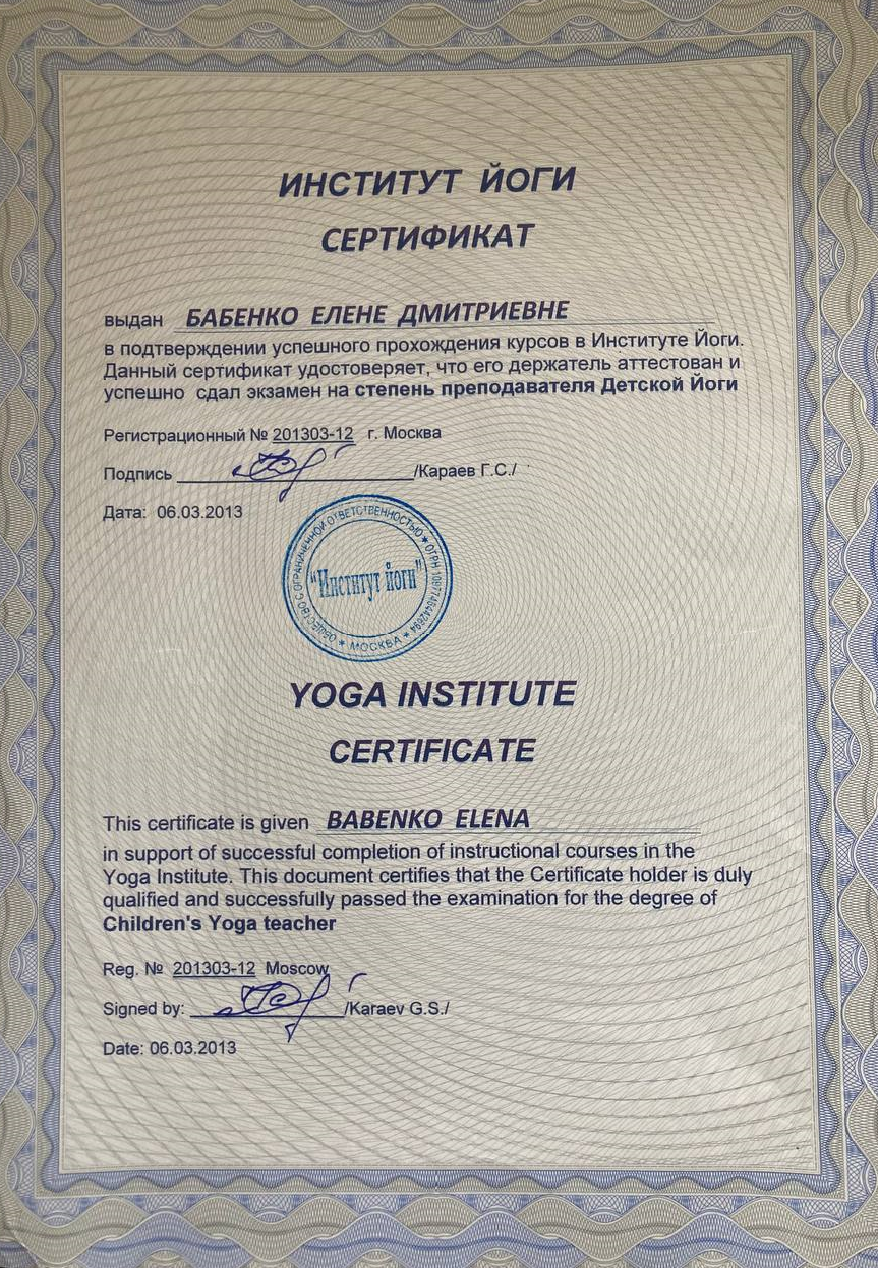 ИНСТИТУТ ЙОГИ
СЕРТИФИКАТ
выдан БАБЕНКО ЕЛЕНЕ ДМИТРИЕВНЕ
в подтверждении успешного прохождения курсов в Институте Йоги.
Данный сертификат удостоверяет, что его держатель аттестован и
успешно сдал экзамен на степень преподавателя Детской Йоги
Регистрационный № 201303-12 г. Москва
Подпись /Караев Г.С./
Дата: 06.03.2013
ОБЩЕСТВО С ОГРАНИЧЕННОЙ ОТВЕТСТВЕННОСТЬЮ ★ ОГРН
"Институт йоги"
★ МОСКВА ★
YOGA INSTITUTE
CERTIFICATE
This certificate is given BABENKO ELENA
in support of successful completion of instructional courses in the
Yoga Institute. This document certifies that the Certificate holder is duly
qualified and successfully passed the examination for the degree of
Children's Yoga teacher
Reg. № 201303-12 Moscow
Signed by: /Karaev G.S./
Date: 06.03.2013